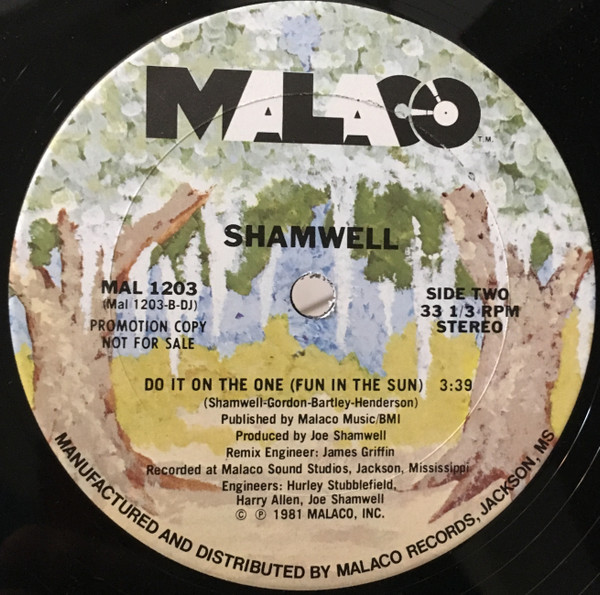 MALACO
T.M.
SHAMWELL
MAL 1203
(Mal 1203-B-DJ)
PROMOTION COPY
NOT FOR SALE
SIDE TWO
33 1/3 RPM
STEREO
DO IT ON THE ONE (FUN IN THE SUN) 3:39
(Shamwell-Gordon-Bartley-Henderson)
Published by Malaco Music/BMI
Produced by Joe Shamwell
Remix Engineer: James Griffin
Recorded at Malaco Sound Studios, Jackson, Mississippi
Engineers: Hurley Stubblefield,
Harry Allen, Joe Shamwell
© ℗ 1981 MALACO, INC.
MANUFACTURED AND DISTRIBUTED BY MALACO RECORDS, JACKSON, MS